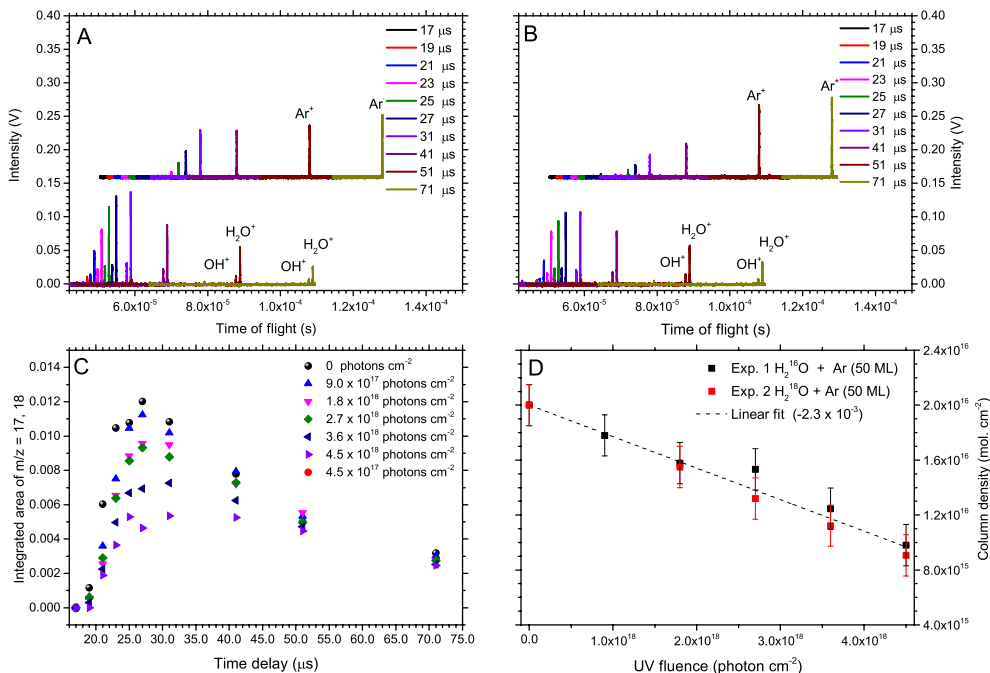 A
0.40
0.35
0.30
0.25
0.20
0.15
0.10
0.05
0.00
Intensity (V)
17 μs
19 μs
21 μs
23 μs
25 μs
27 μs
31 μs
41 μs
51 μs
71 μs
Ar⁺
Ar
H₂O⁺
H₂O⁺
OH⁺
OH⁺
6.0x10⁻⁵ 8.0x10⁻⁵ 1.0x10⁻⁴ 1.2x10⁻⁴ 1.4x10⁻⁴
Time of flight (s)
B
17 μs
19 μs
21 μs
23 μs
25 μs
27 μs
31 μs
41 μs
51 μs
71 μs
Ar⁺
Ar⁺
H₂O⁺
H₂O⁺
OH⁺
OH⁺
0.40
0.35
0.30
0.25
0.20
0.15
0.10
0.05
0.00
Intensity (V)
6.0x10⁻⁵ 8.0x10⁻⁵ 1.0x10⁻⁴ 1.2x10⁻⁴ 1.4x10⁻⁴
Time of flight (s)
C
0.014
0.012
0.010
0.008
0.006
0.004
0.002
0.000
Integrated area of m/z = 17, 18
0 photons cm⁻²
9.0 x 10¹⁷ photons cm⁻²
1.8 x 10¹⁸ photons cm⁻²
2.7 x 10¹⁸ photons cm⁻²
3.6 x 10¹⁸ photons cm⁻²
4.5 x 10¹⁸ photons cm⁻²
4.5 x 10¹⁷ photons cm⁻²
20.0 25.0 30.0 35.0 40.0 45.0 50.0 55.0 60.0 65.0 70.0 75.0
Time delay (μs)
D
Exp. 1 H₂¹⁶O + Ar (50 ML)
Exp. 2 H₂¹⁸O + Ar (50 ML)
Linear fit (-2.3 x 10⁻³)
2.4x10¹⁶
2.0x10¹⁶
1.6x10¹⁶
1.2x10¹⁶
8.0x10¹⁵
4.0x10¹⁵
Column density (mol. cm⁻²)
0.0 1.0x10¹⁸ 2.0x10¹⁸ 3.0x10¹⁸ 4.0x10¹⁸
UV fluence (photon cm⁻²)